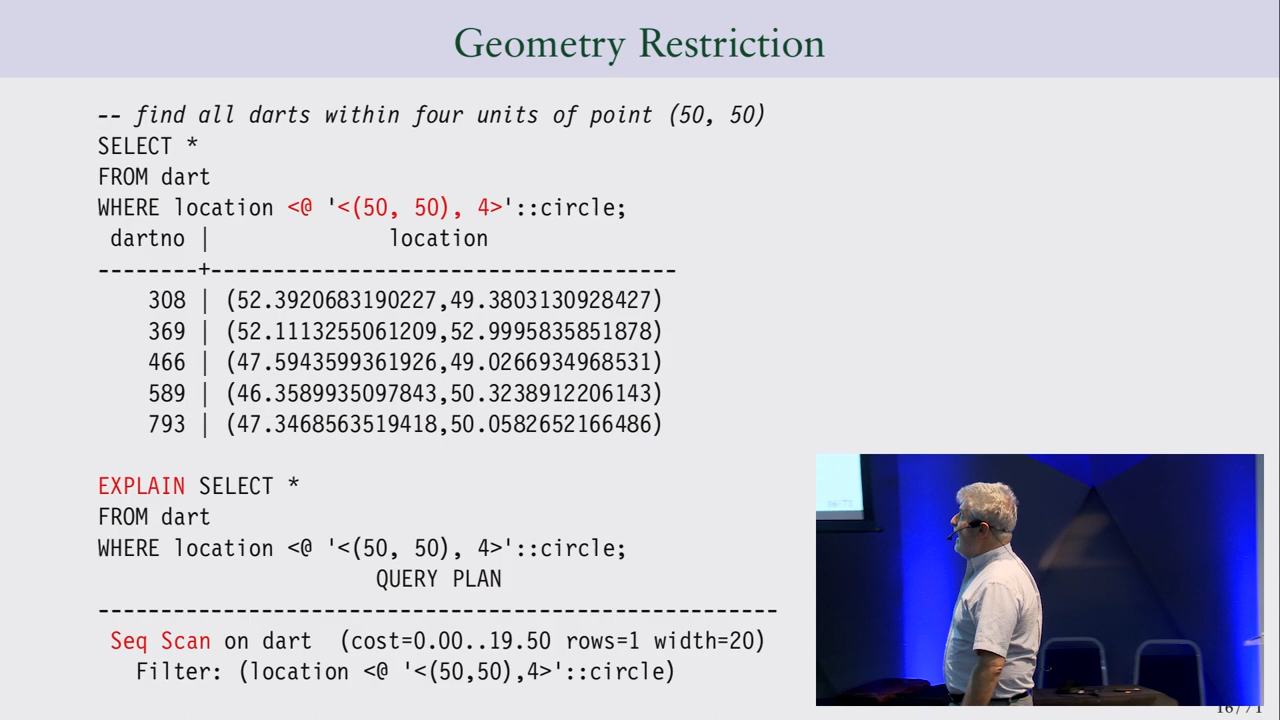 Geometry Restriction
-- find all darts within four units of point (50, 50)
SELECT *
FROM dart
WHERE location <@ '<(50, 50), 4>'::circle;
 dartno |              location
--------+-------------------------------------
    308 | (52.3920683190227,49.3803130928427)
    369 | (52.1113255061209,52.9995835851878)
    466 | (47.5943599361926,49.0266934968531)
    589 | (46.3589935097843,50.3238912206143)
    793 | (47.3468563519418,50.0582652166486)
EXPLAIN SELECT *
FROM dart
WHERE location <@ '<(50, 50), 4>'::circle;
                      QUERY PLAN
------------------------------------------------------
 Seq Scan on dart  (cost=0.00..19.50 rows=1 width=20)
   Filter: (location <@ '<(50,50),4>'::circle)
16/71